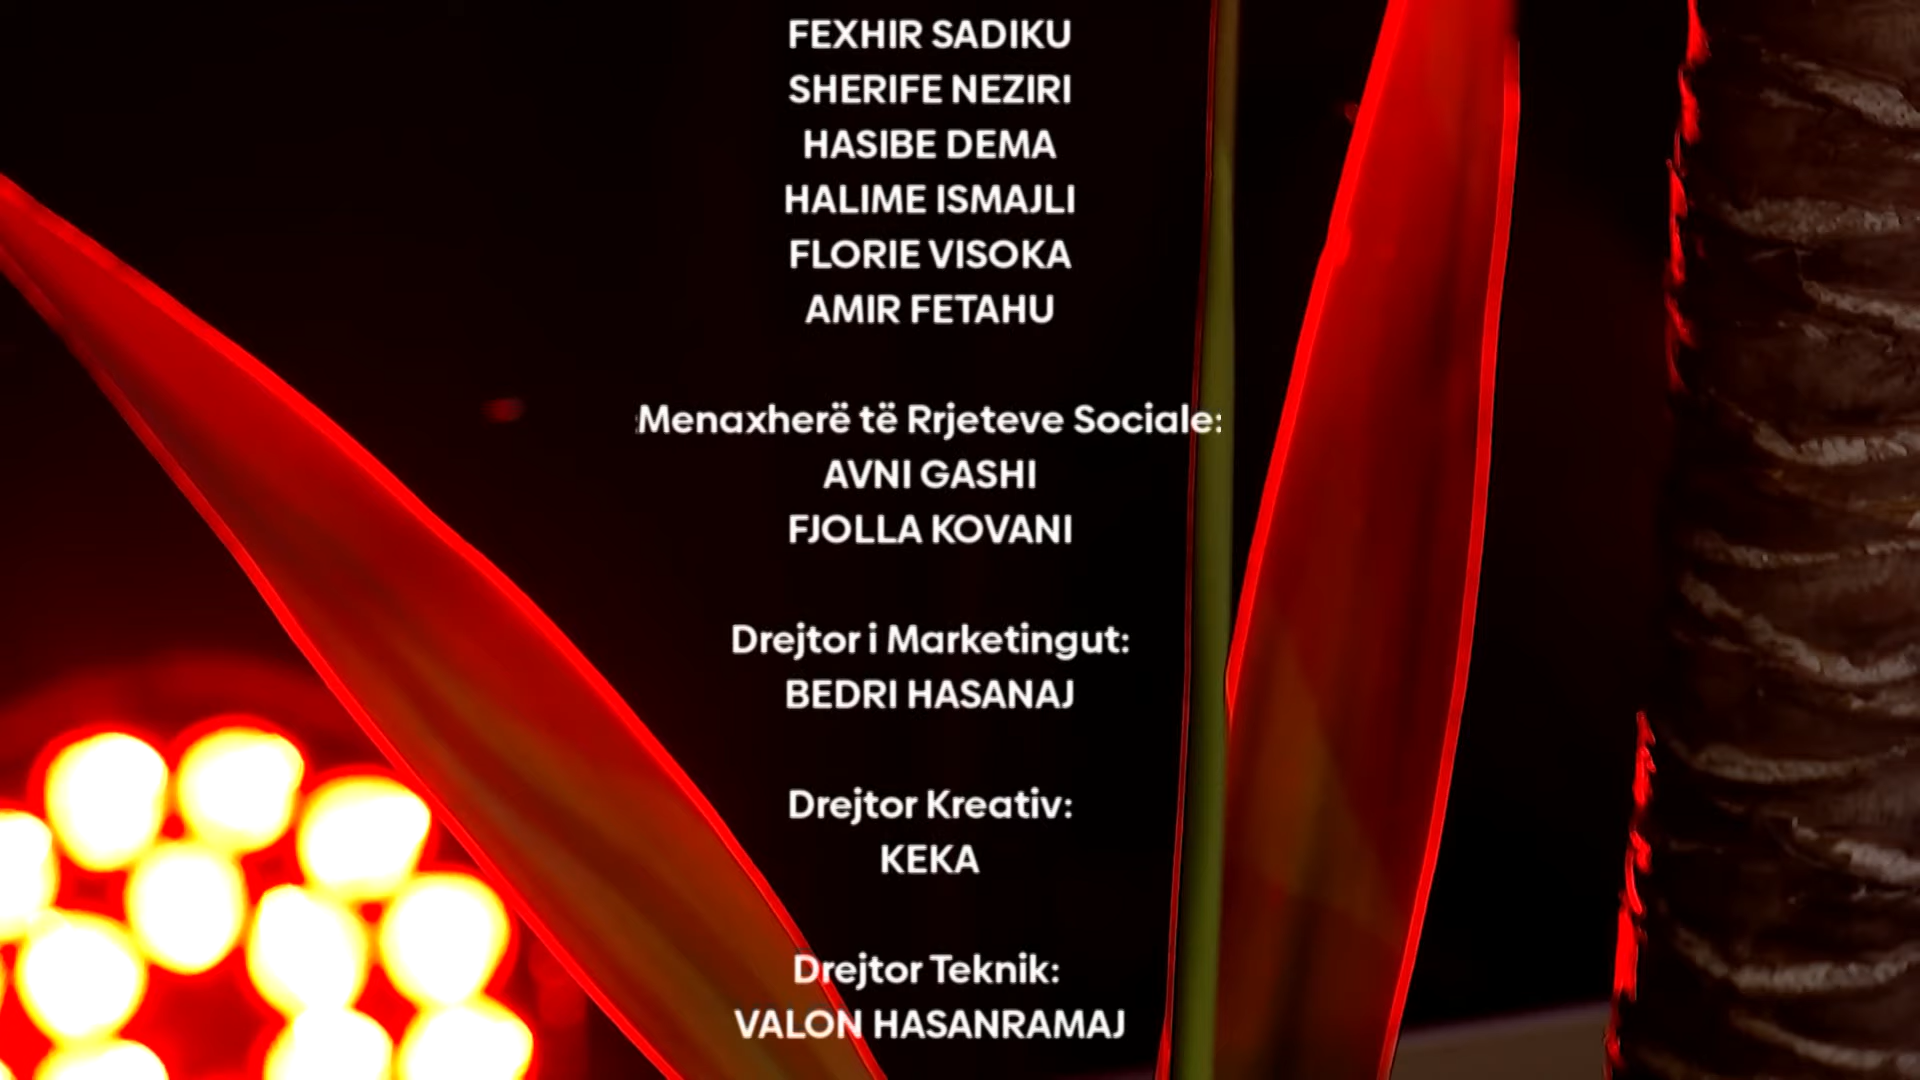 FEXHIR SADIKU
SHERIFE NEZIRI
HASIBE DEMA
HALIME ISMAJLI
FLORIE VISOKA
AMIR FETAHU
Menaxherë të Rrjeteve Sociale:
AVNI GASHI
FJOLLA KOVANI
Drejtor i Marketingut:
BEDRI HASANAJ
Drejtor Kreativ:
KEKA
Drejtor Teknik:
VALON HASANRAMAJ